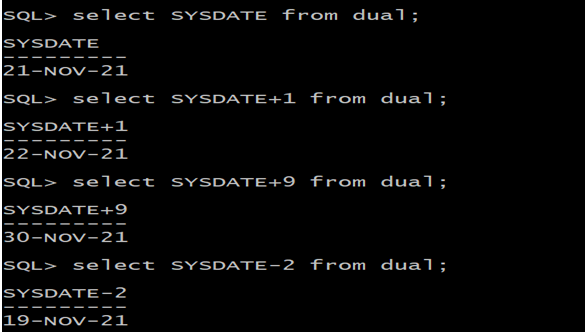 SQL> select SYSDATE from dual;
SYSDATE
---------
21-NOV-21
SQL> select SYSDATE+1 from dual;
SYSDATE+1
---------
22-NOV-21
SQL> select SYSDATE+9 from dual;
SYSDATE+9
---------
30-NOV-21
SQL> select SYSDATE-2 from dual;
SYSDATE-2
---------
19-NOV-21